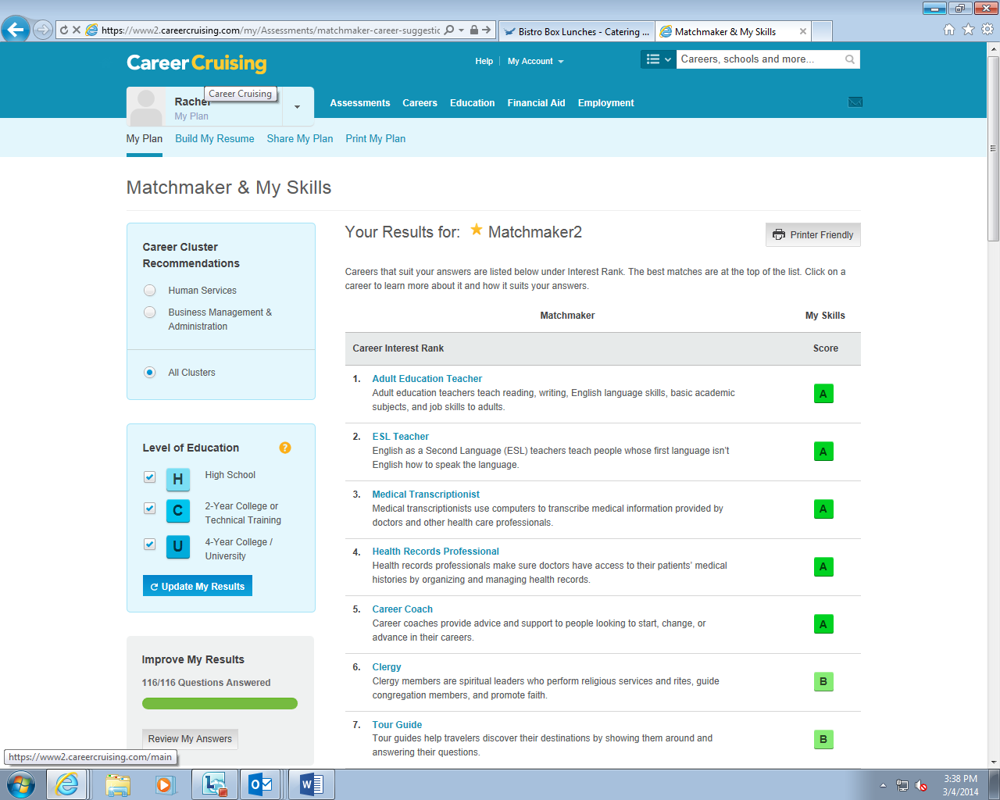 https://www2.careercruising.com/my/Assessments/matchmaker-career-suggestic
Bistro Box Lunches - Catering ...
Matchmaker & My Skills
Career Cruising
Help
My Account
Careers, schools and more...
Rachel
Career Cruising
My Plan
Assessments
Careers
Education
Financial Aid
Employment
My Plan
Build My Resume
Share My Plan
Print My Plan
Matchmaker & My Skills
Career Cluster
Recommendations
Human Services
Business Management &
Administration
All Clusters
Level of Education
?
H
High School
C
2-Year College or
Technical Training
U
4-Year College /
University
Update My Results
Improve My Results
116/116 Questions Answered
Review My Answers
Your Results for: Matchmaker2
Printer Friendly
Careers that suit your answers are listed below under Interest Rank. The best matches are at the top of the list. Click on a
career to learn more about it and how it suits your answers.
Matchmaker
My Skills
Career Interest Rank
Score
1. Adult Education Teacher
Adult education teachers teach reading, writing, English language skills, basic academic
subjects, and job skills to adults.
A
2. ESL Teacher
English as a Second Language (ESL) teachers teach people whose first language isn't
English how to speak the language.
A
3. Medical Transcriptionist
Medical transcriptionists use computers to transcribe medical information provided by
doctors and other health care professionals.
A
4. Health Records Professional
Health records professionals make sure doctors have access to their patients' medical
histories by organizing and managing health records.
A
5. Career Coach
Career coaches provide advice and support to people looking to start, change, or
advance in their careers.
A
6. Clergy
Clergy members are spiritual leaders who perform religious services and rites, guide
congregation members, and promote faith.
B
7. Tour Guide
Tour guides help travelers discover their destinations by showing them around and
answering their questions.
B
https://www2.careercruising.com/main
3:38 PM
3/4/2014